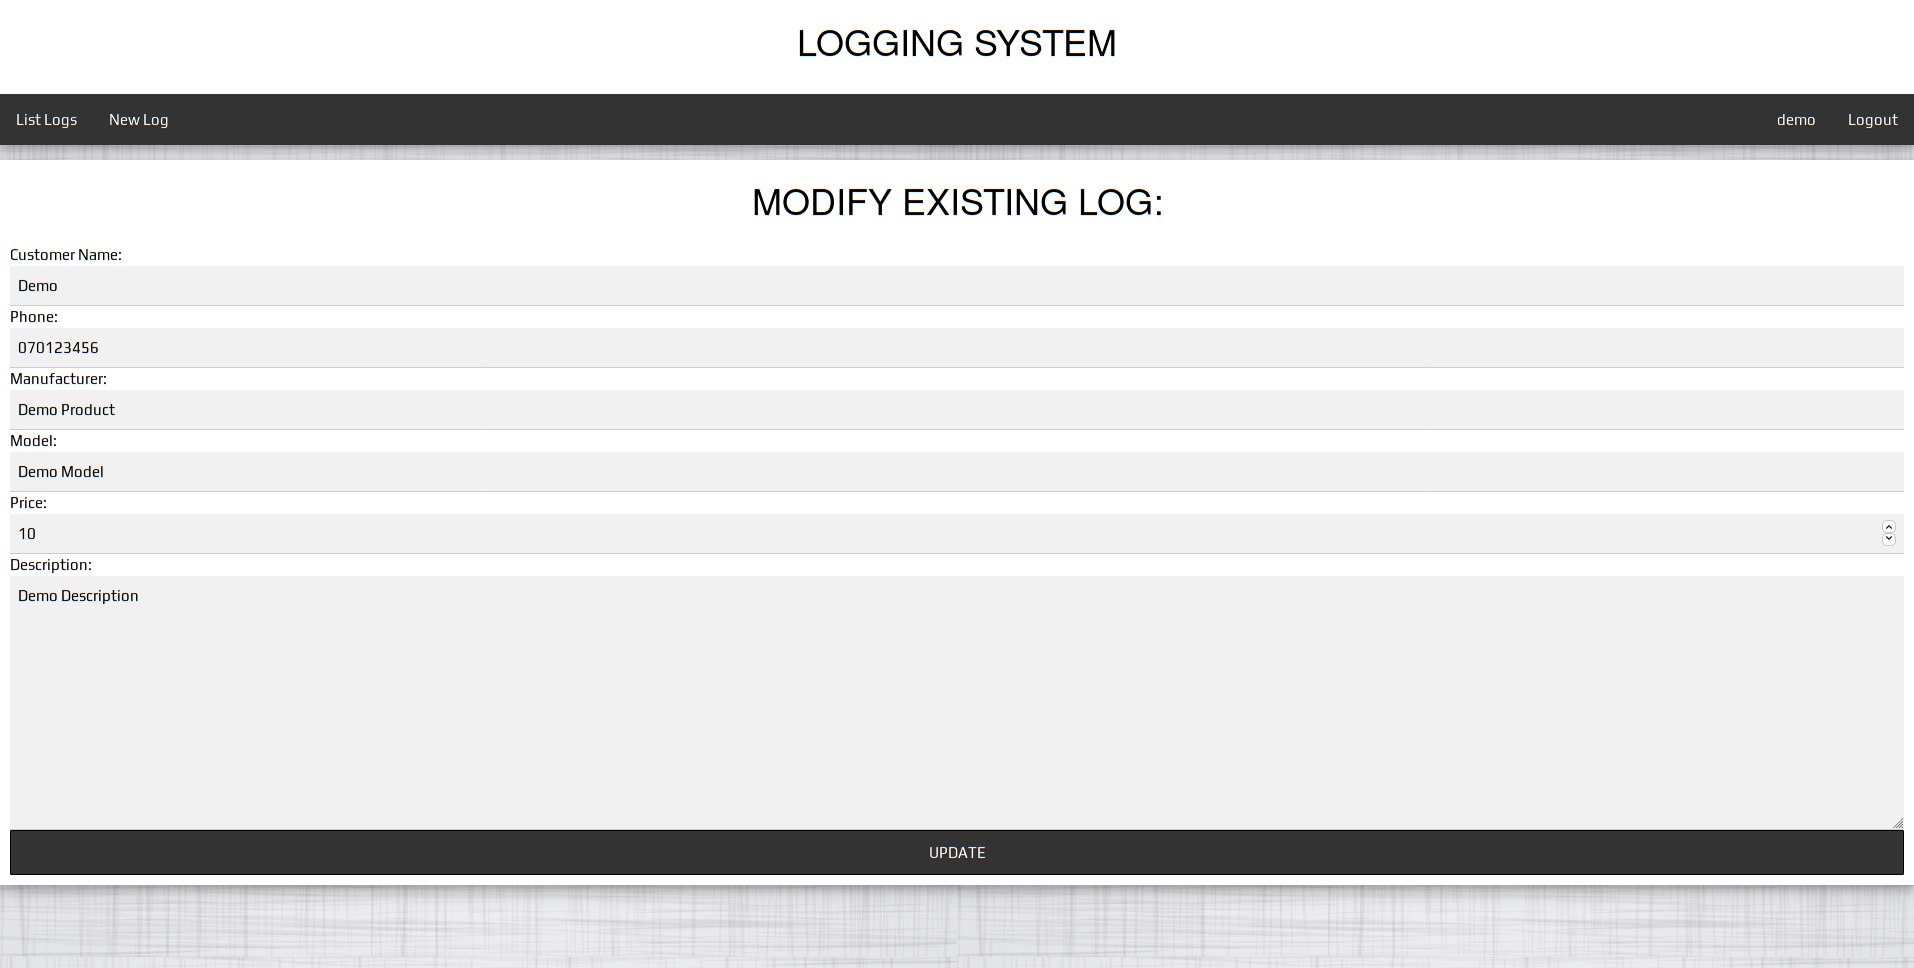 LOGGING SYSTEM
List Logs New Log demo Logout
MODIFY EXISTING LOG:
Customer Name:
Demo
Phone:
070123456
Manufacturer:
Demo Product
Model:
Demo Model
Price:
10
Description:
Demo Description
UPDATE